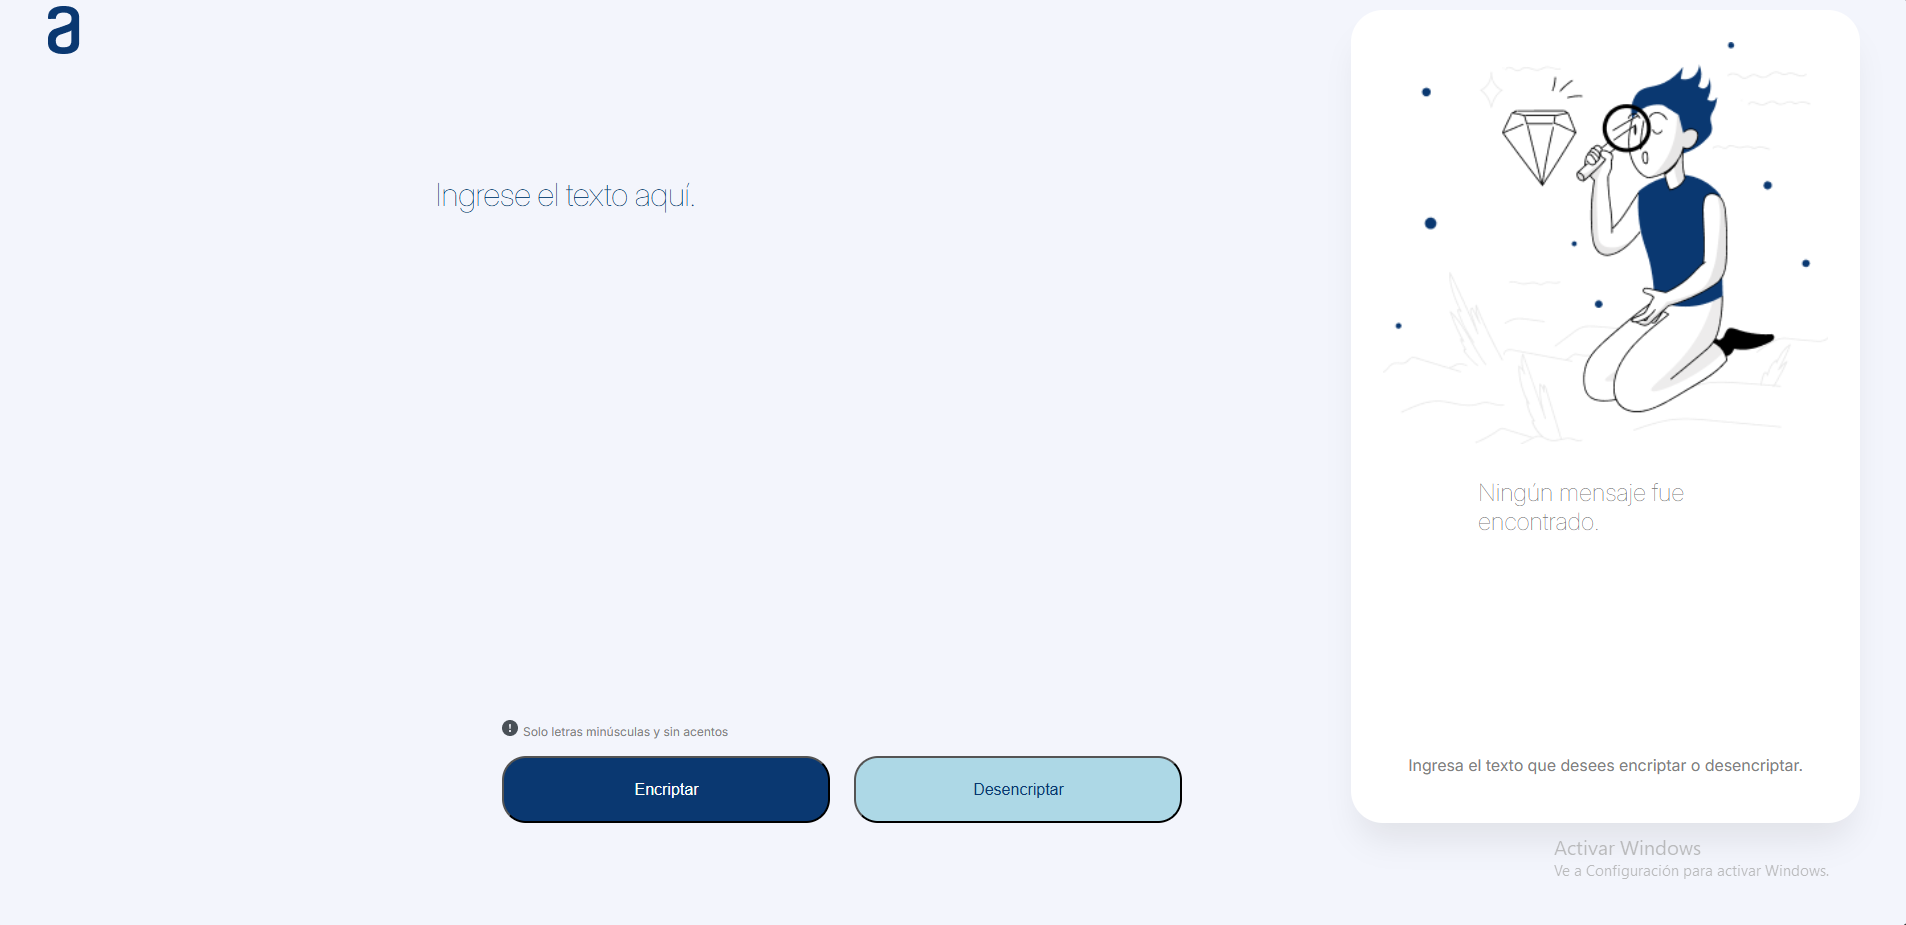 a
Ingrese el texto aquí.
Ningún mensaje fue
encontrado.
Solo letras minúsculas y sin acentos
Encriptar
Desencriptar
Ingresa el texto que desees encriptar o desencriptar.
Activar Windows
Ve a Configuración para activar Windows.